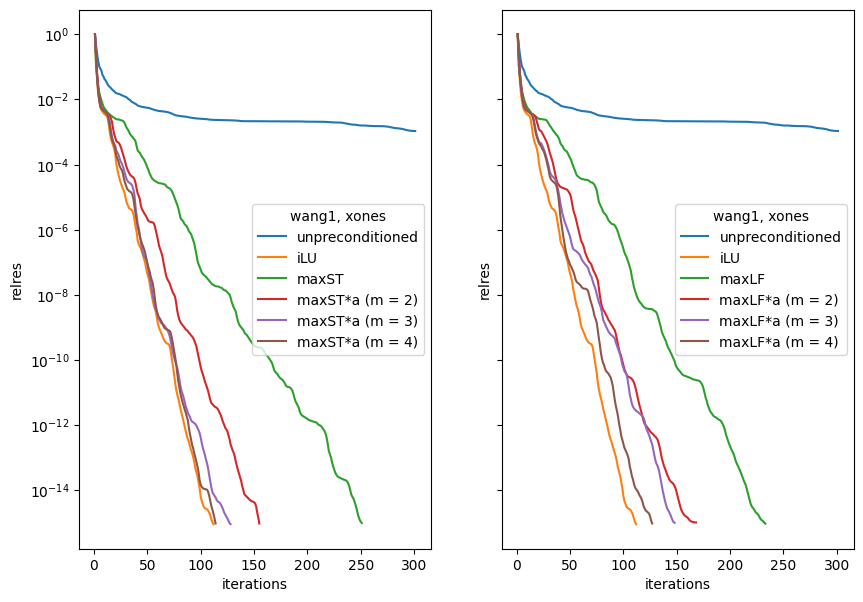 10^0
10^-2
10^-4
10^-6
10^-8
10^-10
10^-12
10^-14
relres
0 50 100 150 200 250 300
iterations
wang1, xones
unpreconditioned
iLU
maxST
maxST*a (m = 2)
maxST*a (m = 3)
maxST*a (m = 4)
relres
0 50 100 150 200 250 300
iterations
wang1, xones
unpreconditioned
iLU
maxLF
maxLF*a (m = 2)
maxLF*a (m = 3)
maxLF*a (m = 4)